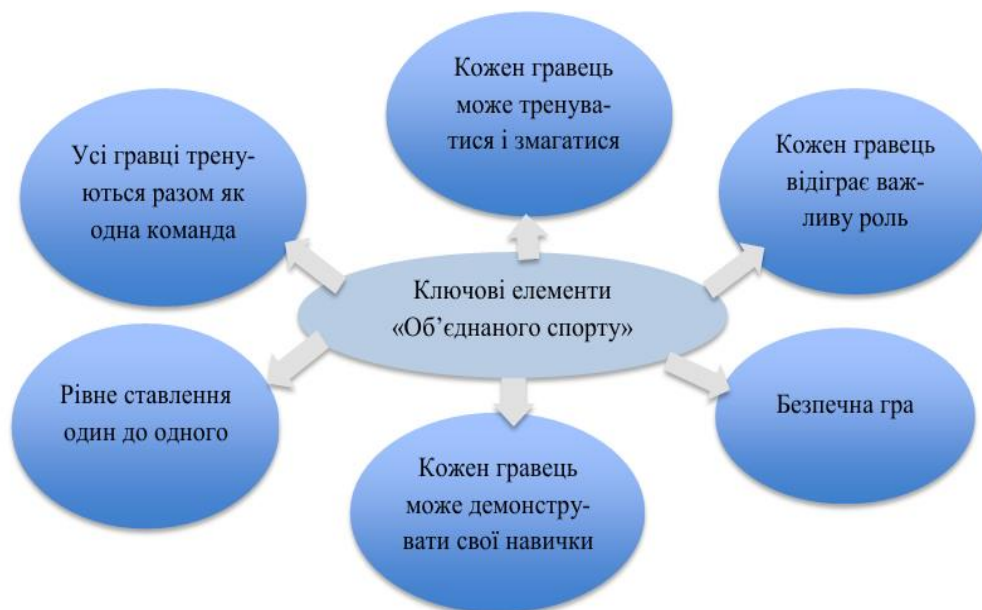 Кожен гравець
може тренува-
тися і змагатися
Усі гравці трену-
ються разом як
одна команда
Кожен гравець
відіграє важ-
ливу роль
Ключові елементи
«Об’єднаного спорту»
Рівне ставлення
один до одного
Безпечна гра
Кожен гравець
може демонстру-
вати свої навички